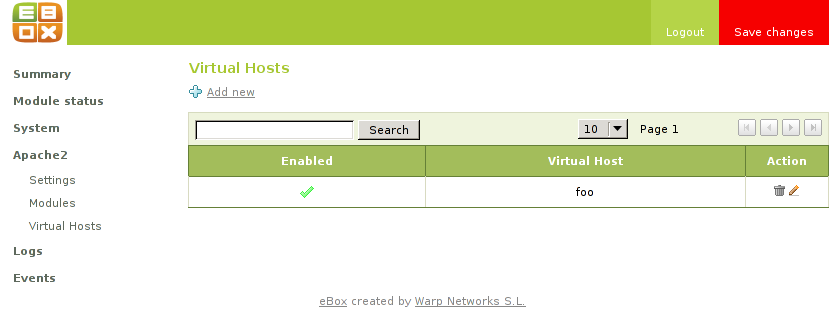 EBOX
Logout
Save changes
Summary
Module status
System
Apache2
Settings
Modules
Virtual Hosts
Logs
Events
Virtual Hosts
Add new
Search
10
Page 1
Enabled
Virtual Host
Action
foo
eBox created by Warp Networks S.L.